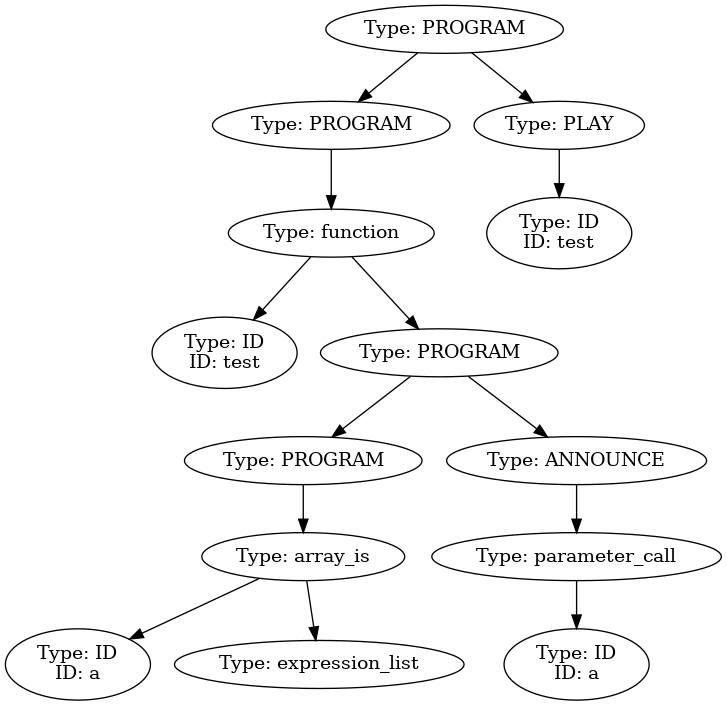 Type: PROGRAM
Type: PROGRAM
Type: PLAY
Type: function
Type: ID
ID: test
Type: ID
ID: test
Type: PROGRAM
Type: PROGRAM
Type: ANNOUNCE
Type: array_is
Type: parameter_call
Type: ID
ID: a
Type: expression_list
Type: ID
ID: a